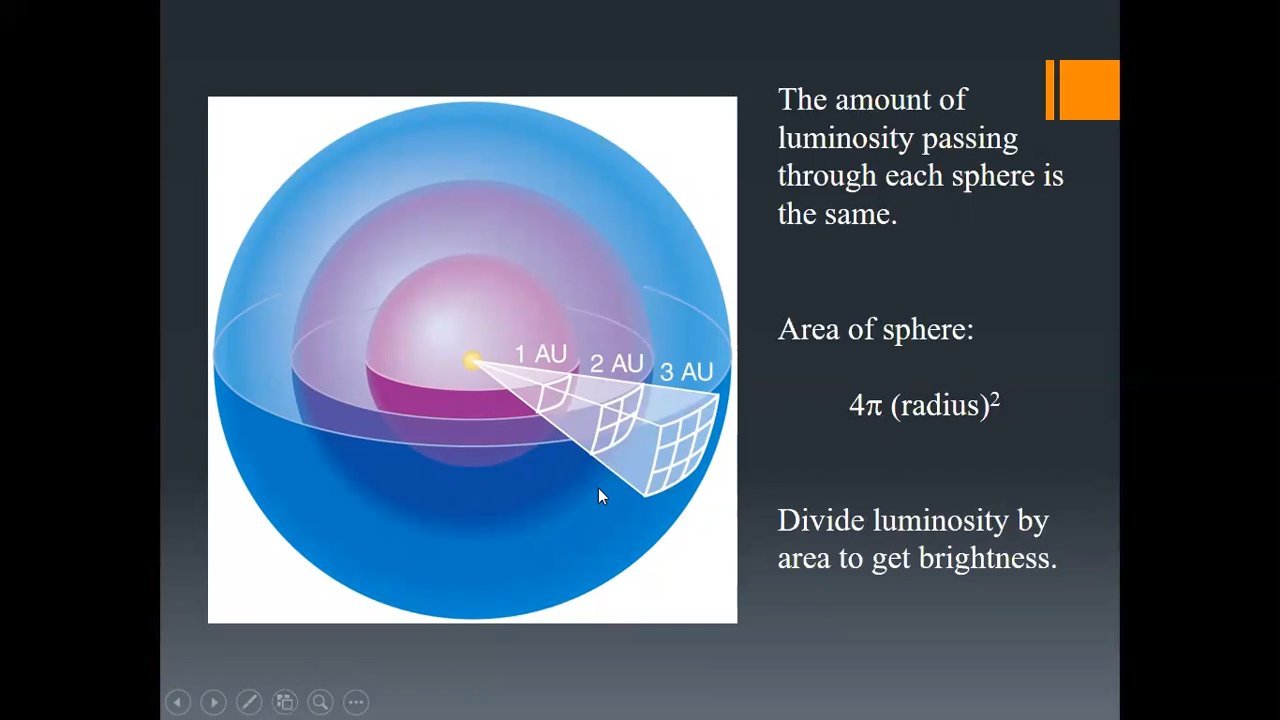 The amount of
luminosity passing
through each sphere is
the same.
1 AU
2 AU
3 AU
Area of sphere:
4π (radius)²
Divide luminosity by
area to get brightness.